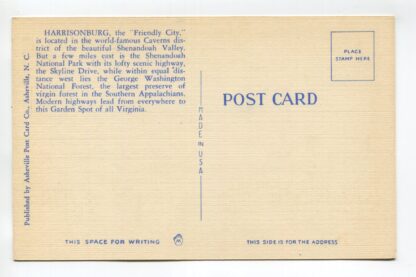 HARRISONBURG, the "Friendly City,"
is located in the world-famous Caverns dis-
trict of the beautiful Shenandoah Valley.
But a few miles east is the Shenandoah
National Park with its lofty scenic highway,
the Skyline Drive, while within equal dis-
tance west lies the George Washington
National Forest, the largest preserve of
virgin forest in the Southern Appalachians.
Modern highways lead from everywhere to
this Garden Spot of all Virginia.
Published by Asheville Post Card Co., Asheville, N. C.
MADE IN USA
POST CARD
PLACE
STAMP HERE
THIS SPACE FOR WRITING
THIS SIDE IS FOR THE ADDRESS